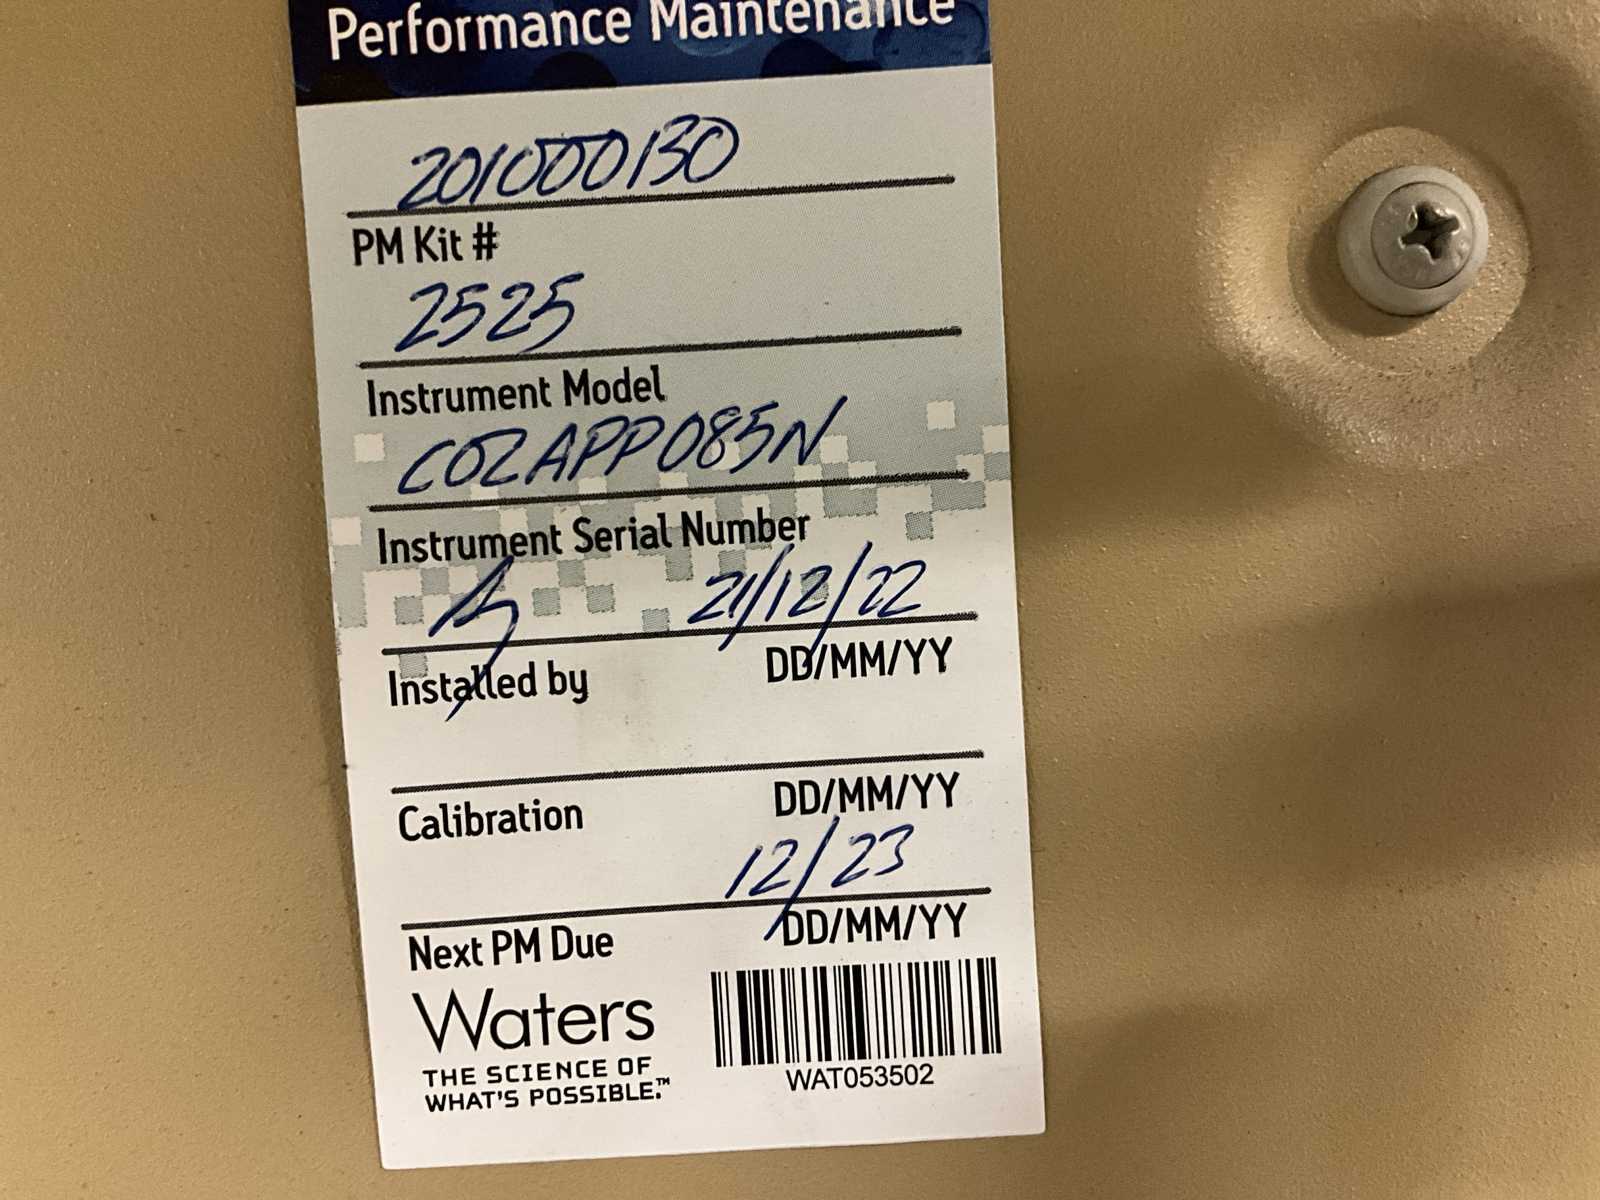 Performance Maintenance
201000130
PM Kit #
2525
Instrument Model
C02APP085N
Instrument Serial Number
21/12/22
Installed by DD/MM/YY
Calibration DD/MM/YY
12/23
Next PM Due DD/MM/YY
Waters
THE SCIENCE OF
WHAT'S POSSIBLE.™
WAT053502